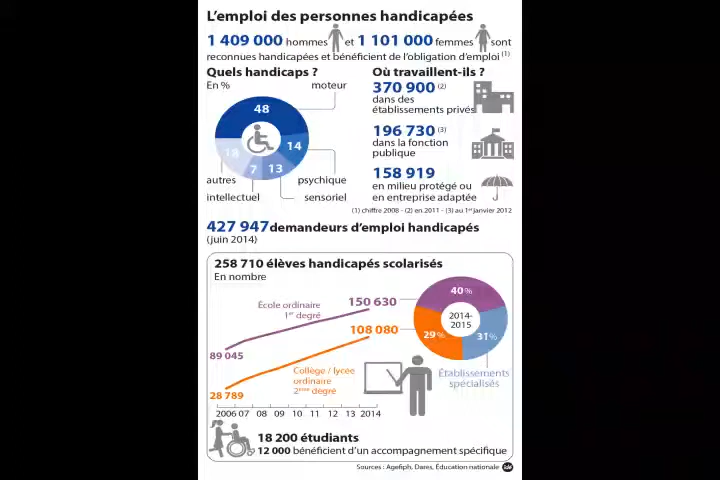 L'emploi des personnes handicapées
1 409 000 hommes et 1 101 000 femmes sont
reconnues handicapées et bénéficient de l'obligation d'emploi (1)
Quels handicaps ?
En %
moteur
48
14
13
7
18
autres
intellectuel
psychique
sensoriel
Où travaillent-ils ?
370 900 (2)
dans des
établissements privés
196 730 (3)
dans la fonction
publique
158 919
en milieu protégé ou
en entreprise adaptée
(1) chiffre 2008 - (2) en 2011 - (3) au 1er janvier 2012
427 947 demandeurs d'emploi handicapés
(juin 2014)
258 710 élèves handicapés scolarisés
En nombre
École ordinaire
1er degré
150 630
89 045
108 080
Collège / lycée
ordinaire
2ème degré
28 789
2006 07 08 09 10 11 12 13 2014
40 %
2014-
2015
29 %
31%
Établissements
spécialisés
18 200 étudiants
12 000 bénéficient d'un accompagnement spécifique
Sources : Agefiph, Dares, Éducation nationale idé